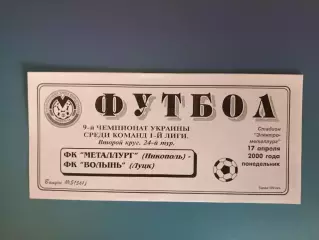 ФУТБОЛ
9-й ЧЕМПИОНАТ УКРАИНЫ
СРЕДИ КОМАНД 1-Й ЛИГИ.
Второй круг. 24-й тур.
ФК "МЕТАЛЛУРГ" (Никополь) -
ФК "ВОЛЫНЬ" (Луцк)
Стадион "Электро-
металлург"
17 апреля
2000 года
понедельник